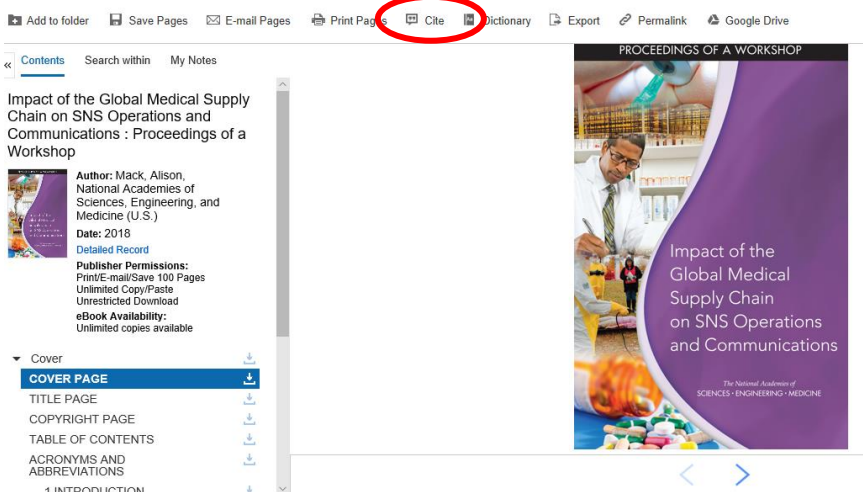 Add to folder Save Pages E-mail Pages Print Pages Cite Dictionary Export Permalink Google Drive
« Contents Search within My Notes
Impact of the Global Medical Supply
Chain on SNS Operations and
Communications : Proceedings of a
Workshop
Author: Mack, Alison,
National Academies of
Sciences, Engineering, and
Medicine (U.S.)
Date: 2018
Detailed Record
Publisher Permissions:
Print/E-mail/Save 100 Pages
Unlimited Copy/Paste
Unrestricted Download
eBook Availability:
Unlimited copies available
Cover
COVER PAGE
TITLE PAGE
COPYRIGHT PAGE
TABLE OF CONTENTS
ACRONYMS AND
ABBREVIATIONS
1 INTRODUCTION
PROCEEDINGS OF A WORKSHOP
Impact of the
Global Medical
Supply Chain
on SNS Operations
and Communications
The National Academies of
SCIENCES • ENGINEERING • MEDICINE